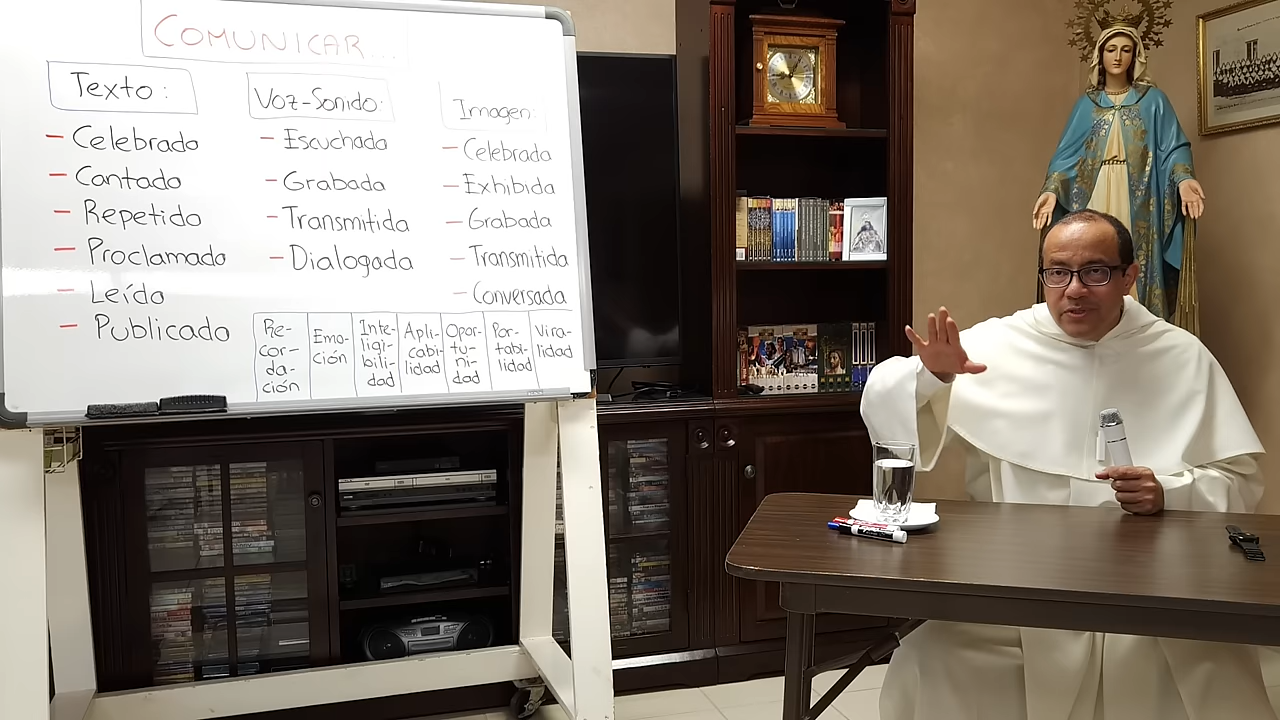 COMUNICAR...
Texto:
- Celebrado
- Cantado
- Repetido
- Proclamado
- Leído
- Publicado
Voz-Sonido:
- Escuchada
- Grabada
- Transmitida
- Dialogada
Imagen:
- Celebrada
- Exhibida
- Grabada
- Transmitida
- Conversada
Re-
cor-
da-
ción
Emo-
ción
Inte-
ligi-
bili-
dad
Apli-
cabi-
lidad
Opor-
tu-
ni-
dad
Por-
tabi-
lidad
Vira-
lidad